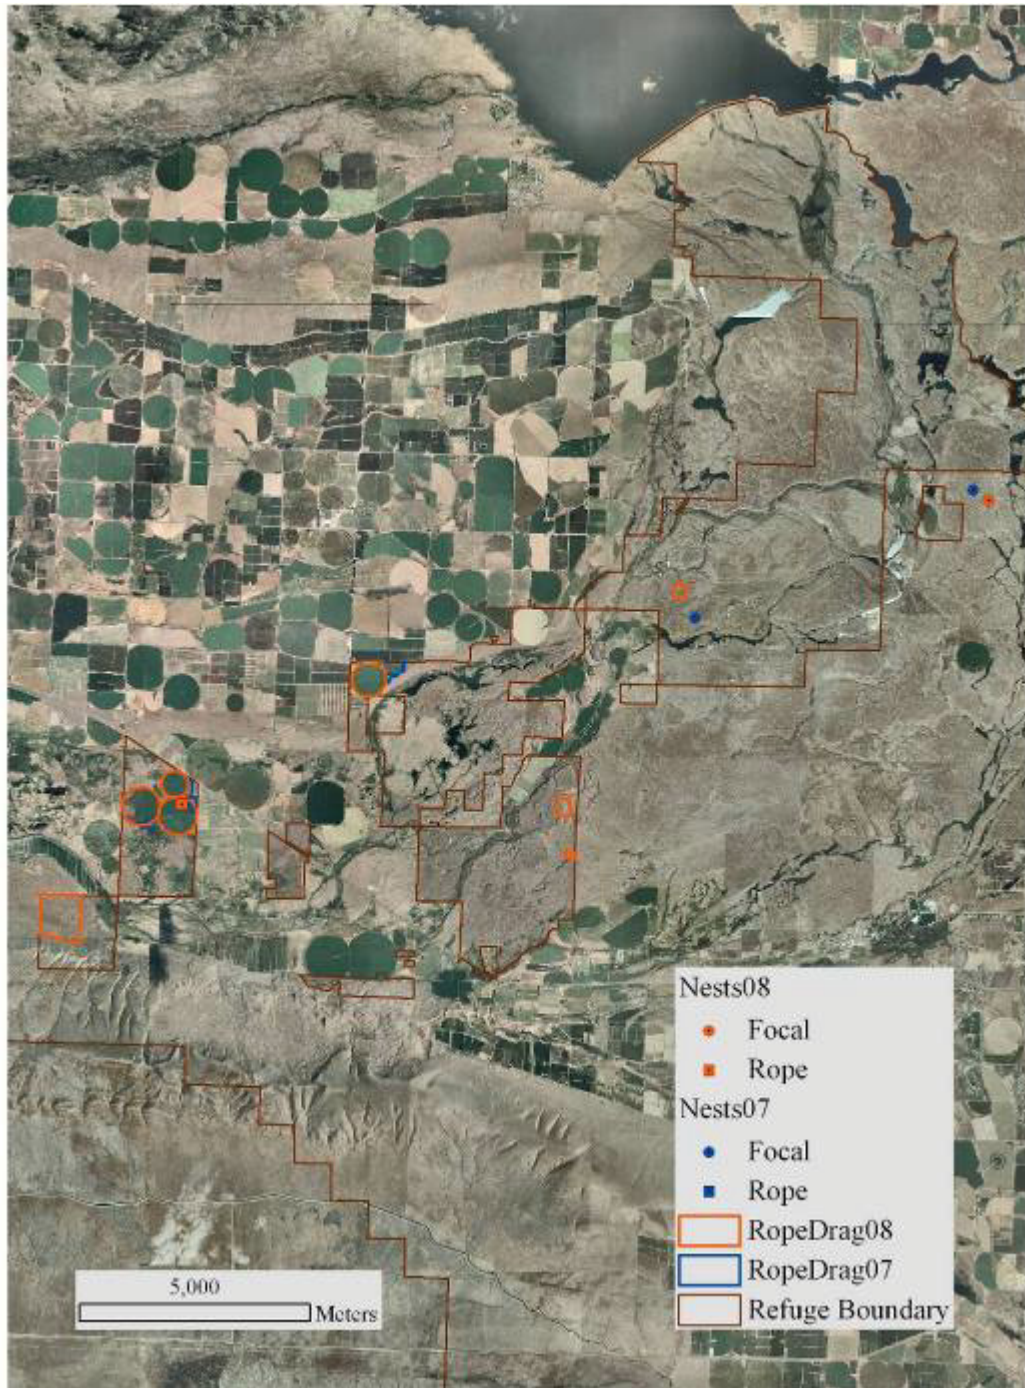 Nests08
Focal
Rope
Nests07
Focal
Rope
RopeDrag08
RopeDrag07
Refuge Boundary
5,000
Meters